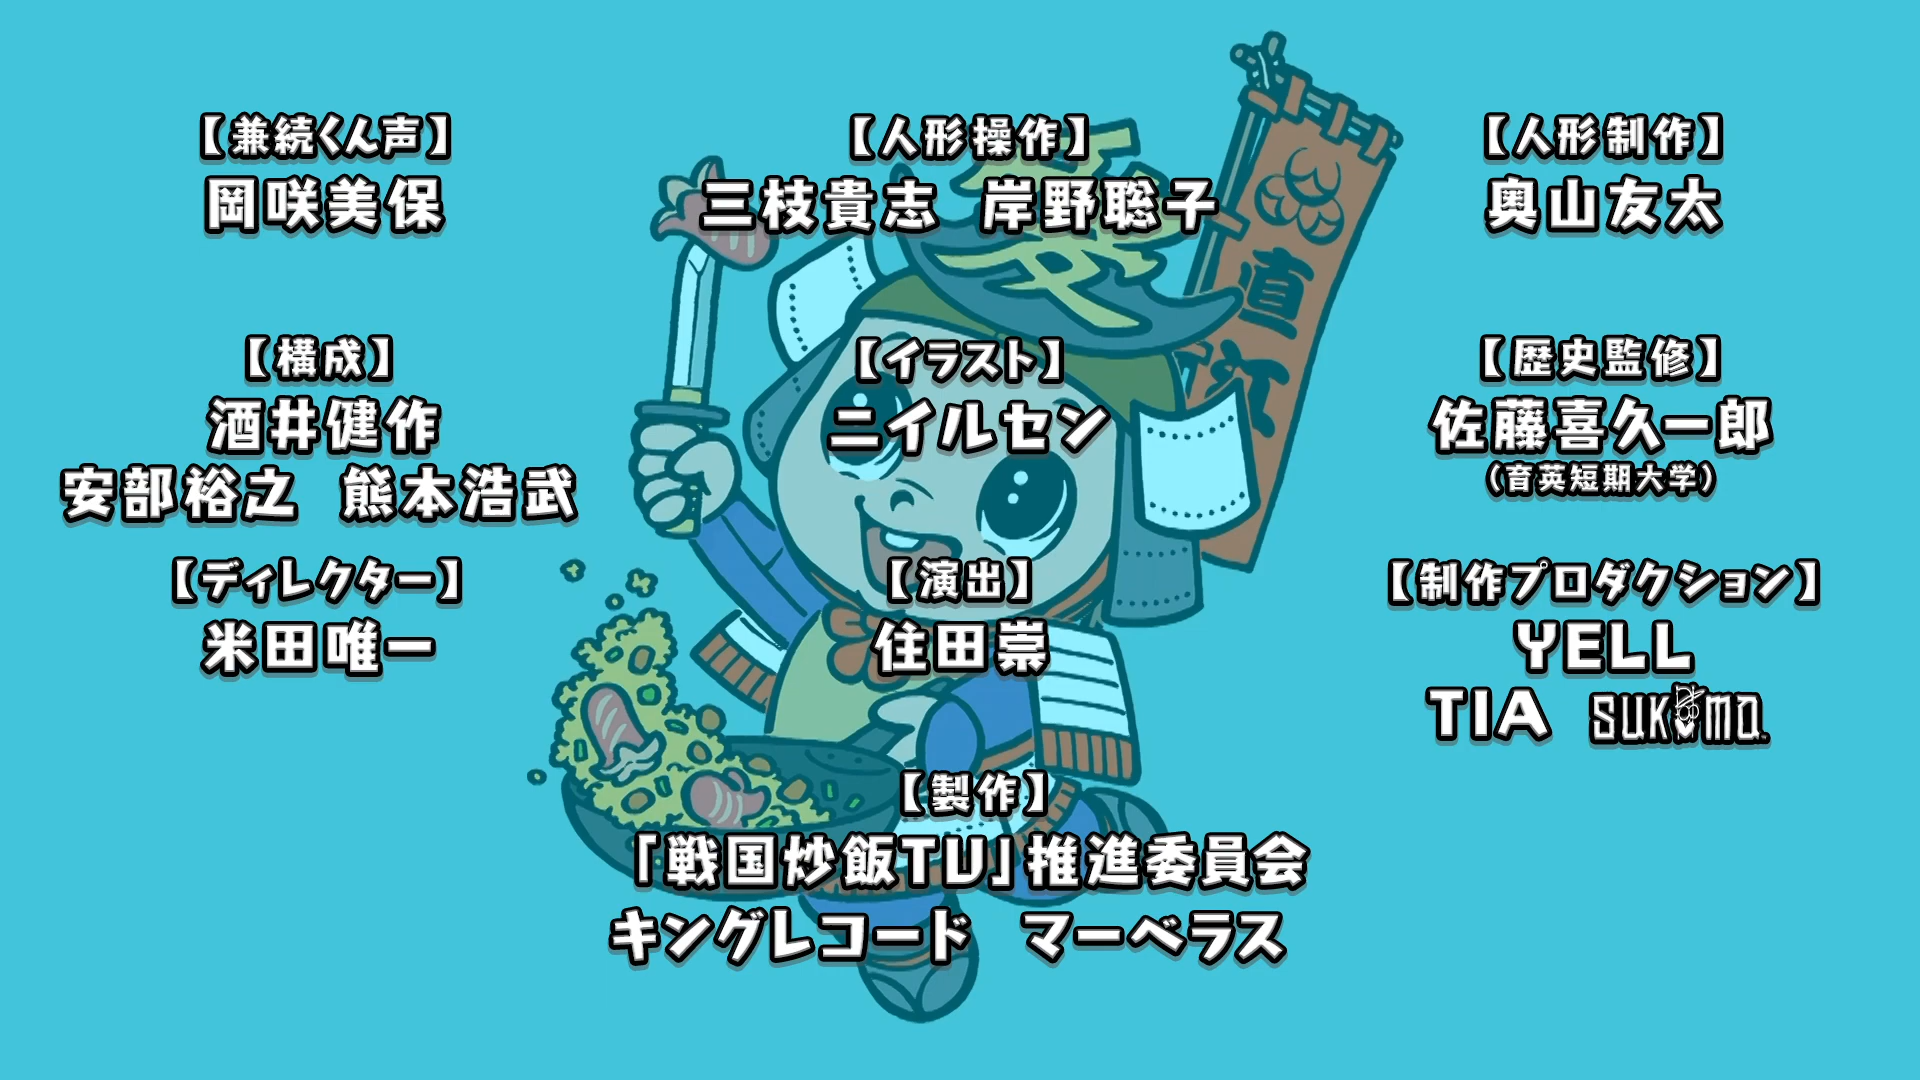 【兼続くん声】
岡咲美保
【人形操作】
三枝貴志　岸野聡子
【人形制作】
奥山友太
【構成】
酒井健作
安部裕之　熊本浩武
【イラスト】
ニイルセン
【歴史監修】
佐藤喜久一郎
（育英短期大学）
【ディレクター】
米田唯一
【演出】
住田崇
【制作プロダクション】
YELL
TIA　SUKIMA
【製作】
「戦国炒飯TV」推進委員会
キングレコード　マーベラス
愛
直江